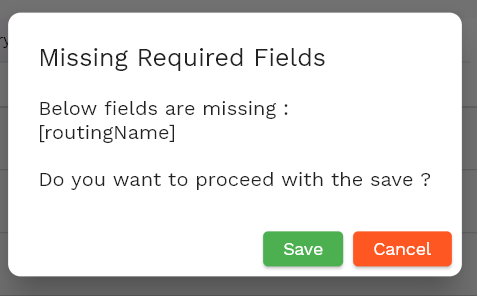 Missing Required Fields
Below fields are missing :
[routingName]
Do you want to proceed with the save ?
Save
Cancel